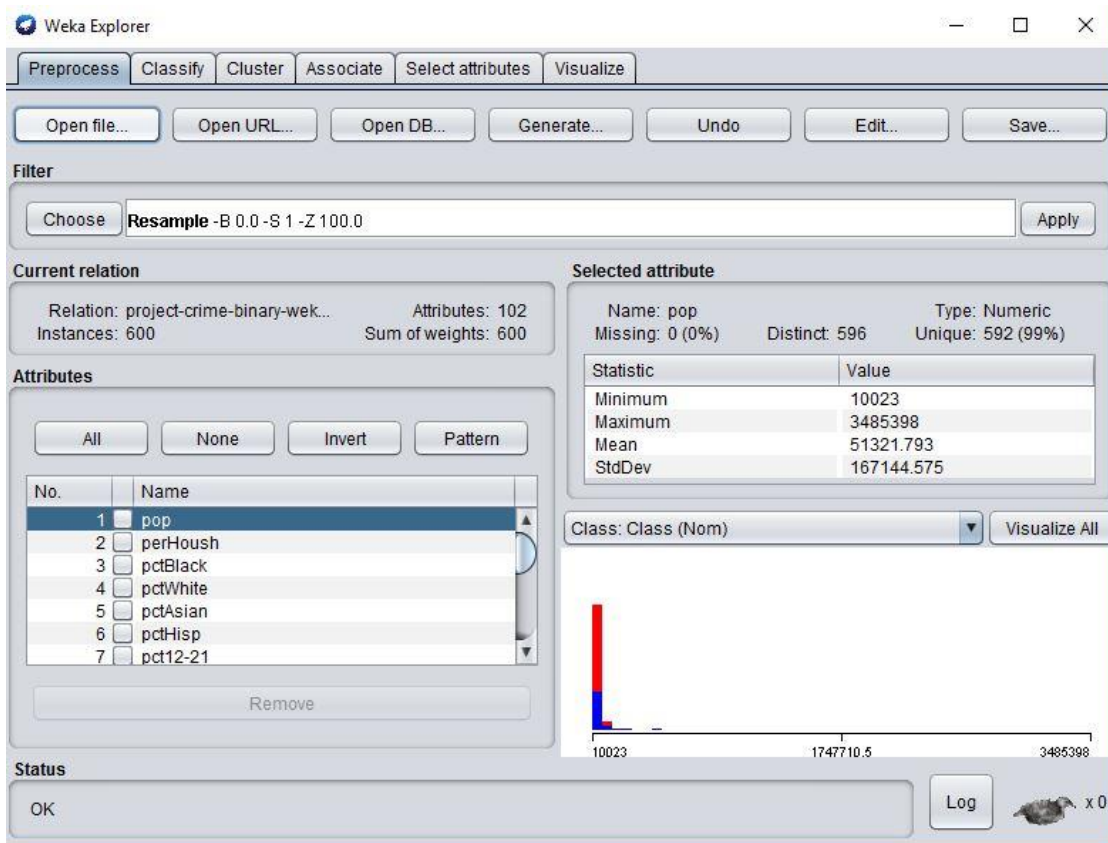 Weka Explorer
Preprocess Classify Cluster Associate Select attributes Visualize
Open file... Open URL... Open DB... Generate... Undo Edit... Save...
Filter
Choose Resample -B 0.0 -S 1 -Z 100.0 Apply
Current relation
Relation: project-crime-binary-wek... Attributes: 102
Instances: 600 Sum of weights: 600
Attributes
All None Invert Pattern
No. Name
1 pop
2 perHoush
3 pctBlack
4 pctWhite
5 pctAsian
6 pctHisp
7 pct12-21
Remove
Selected attribute
Name: pop Type: Numeric
Missing: 0 (0%) Distinct: 596 Unique: 592 (99%)
Statistic Value
Minimum 10023
Maximum 3485398
Mean 51321.793
StdDev 167144.575
Class: Class (Nom) Visualize All
10023 1747710.5 3485398
Status
OK Log x 0